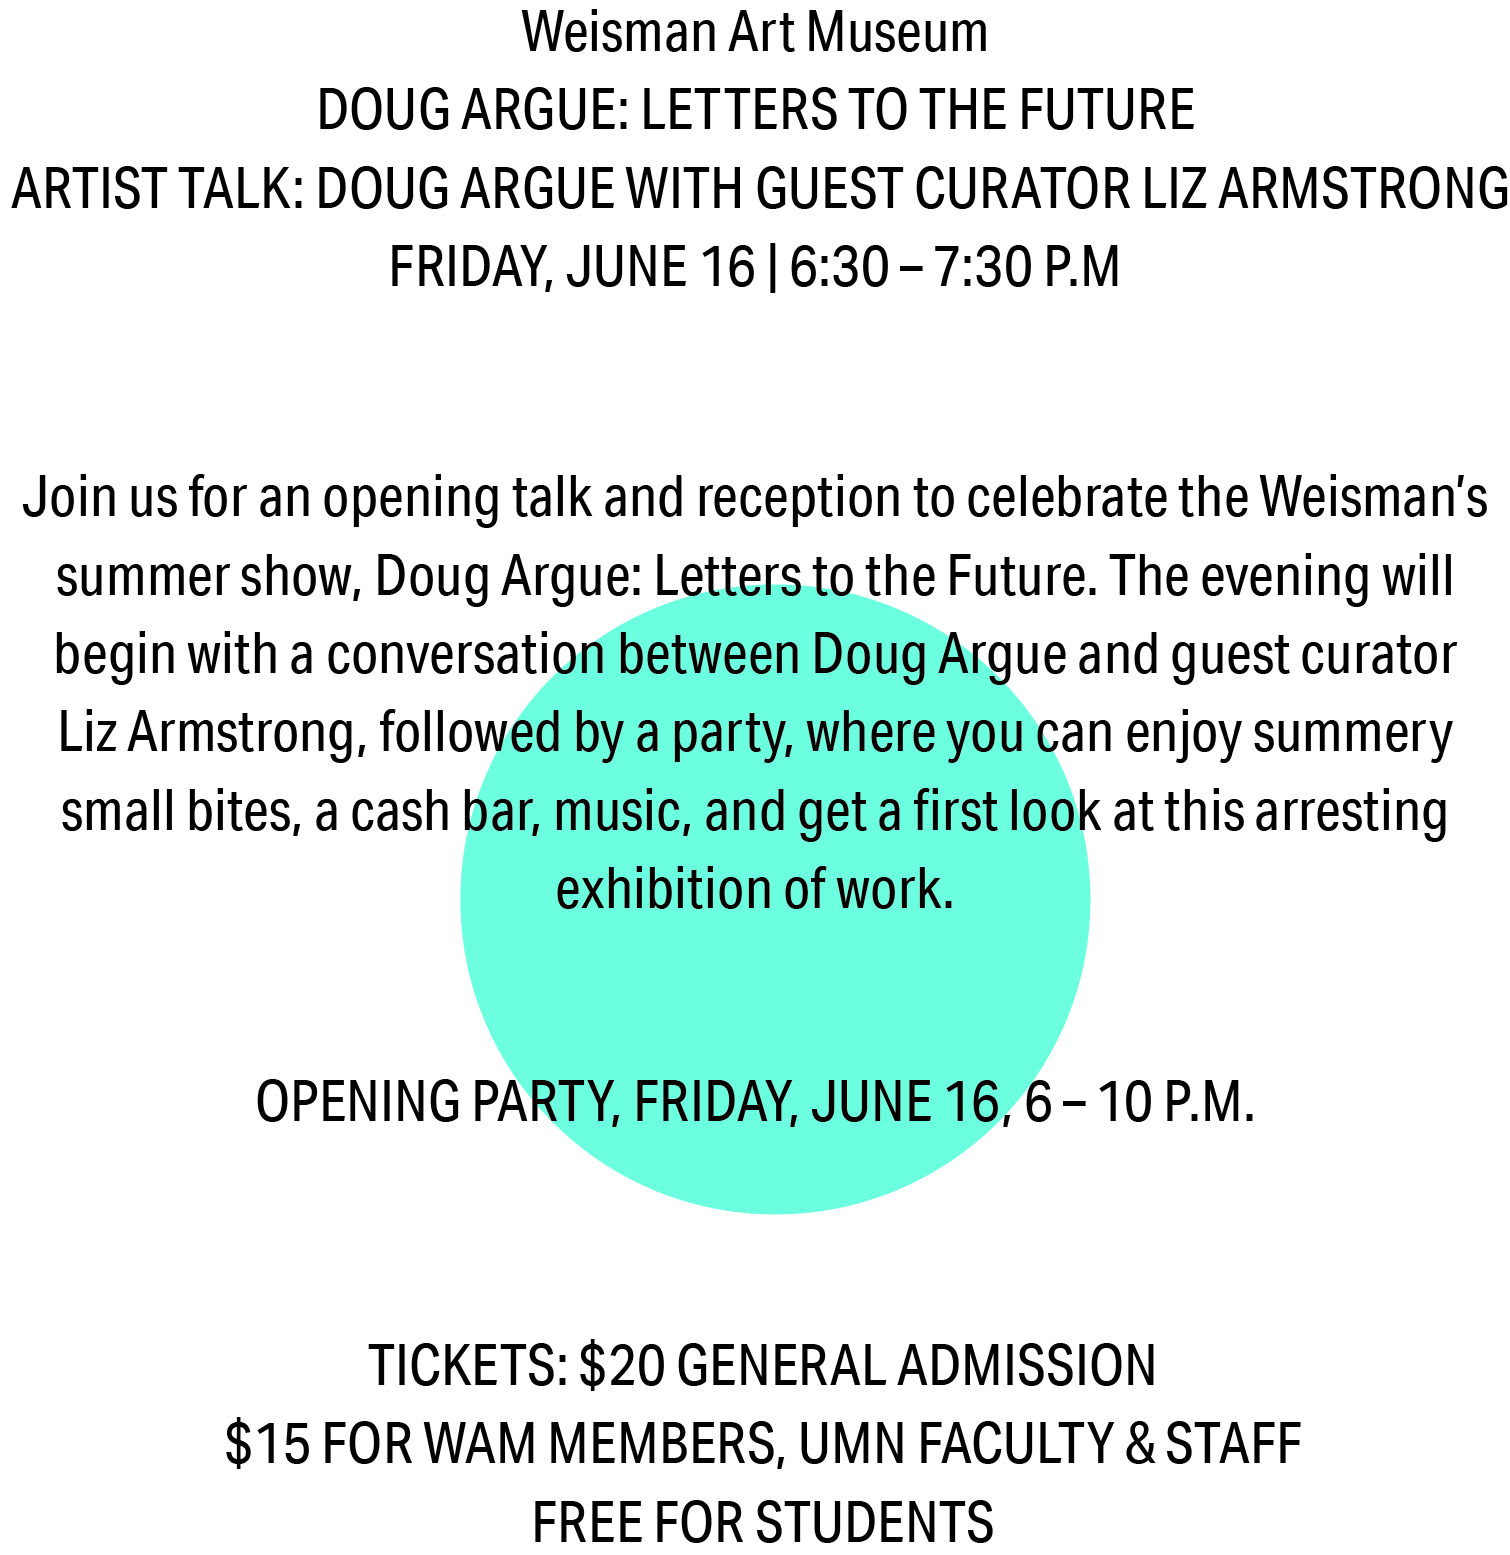 Weisman Art Museum
DOUG ARGUE: LETTERS TO THE FUTURE
ARTIST TALK: DOUG ARGUE WITH GUEST CURATOR LIZ ARMSTRONG
FRIDAY, JUNE 16 | 6:30 – 7:30 P.M
Join us for an opening talk and reception to celebrate the Weisman’s
summer show, Doug Argue: Letters to the Future. The evening will
begin with a conversation between Doug Argue and guest curator
Liz Armstrong, followed by a party, where you can enjoy summery
small bites, a cash bar, music, and get a first look at this arresting
exhibition of work.
OPENING PARTY, FRIDAY, JUNE 16, 6 – 10 P.M.
TICKETS: $20 GENERAL ADMISSION
$15 FOR WAM MEMBERS, UMN FACULTY & STAFF
FREE FOR STUDENTS